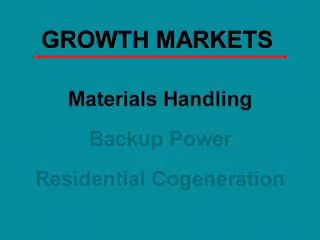 GROWTH MARKETS
Materials Handling
Backup Power
Residential Cogeneration